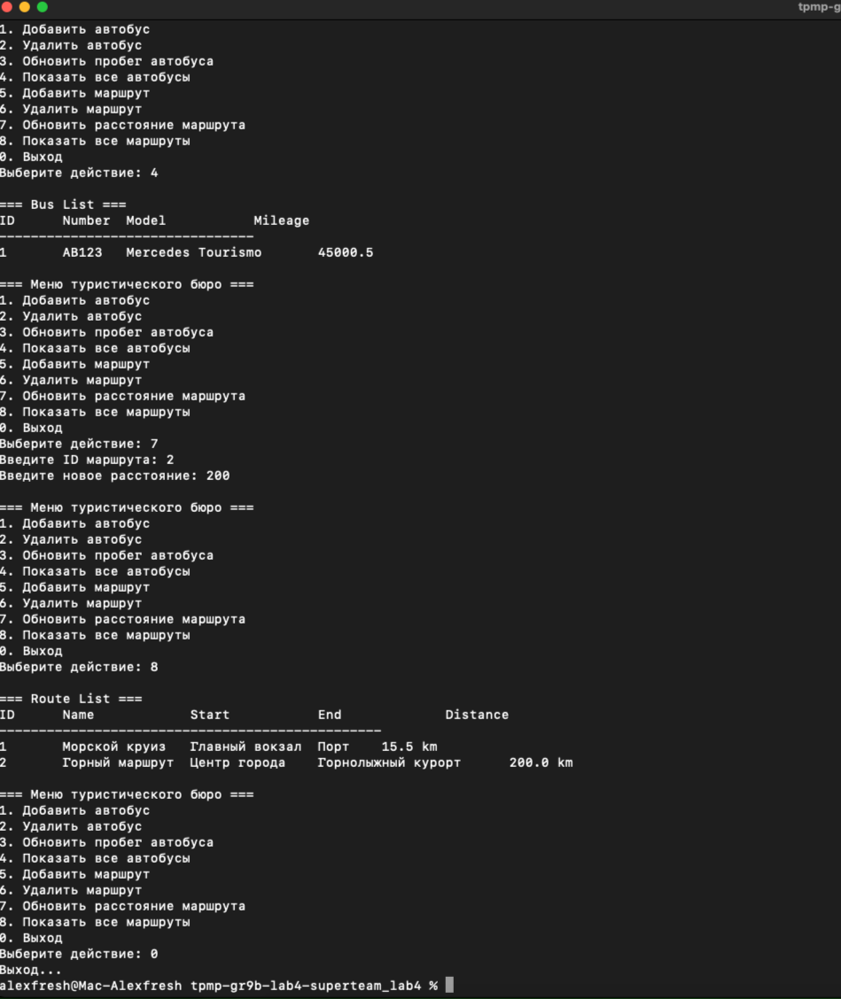 tpmp-g
1. Добавить автобус
2. Удалить автобус
3. Обновить пробег автобуса
4. Показать все автобусы
5. Добавить маршрут
6. Удалить маршрут
7. Обновить расстояние маршрута
8. Показать все маршруты
0. Выход
Выберите действие: 4
=== Bus List ===
ID Number Model Mileage
--------------------------------
1 AB123 Mercedes Tourismo 45000.5
=== Меню туристического бюро ===
1. Добавить автобус
2. Удалить автобус
3. Обновить пробег автобуса
4. Показать все автобусы
5. Добавить маршрут
6. Удалить маршрут
7. Обновить расстояние маршрута
8. Показать все маршруты
0. Выход
Выберите действие: 7
Введите ID маршрута: 2
Введите новое расстояние: 200
=== Меню туристического бюро ===
1. Добавить автобус
2. Удалить автобус
3. Обновить пробег автобуса
4. Показать все автобусы
5. Добавить маршрут
6. Удалить маршрут
7. Обновить расстояние маршрута
8. Показать все маршруты
0. Выход
Выберите действие: 8
=== Route List ===
ID Name Start End Distance
------------------------------------------------
1 Морской круиз Главный вокзал Порт 15.5 km
2 Горный маршрут Центр города Горнолыжный курорт 200.0 km
=== Меню туристического бюро ===
1. Добавить автобус
2. Удалить автобус
3. Обновить пробег автобуса
4. Показать все автобусы
5. Добавить маршрут
6. Удалить маршрут
7. Обновить расстояние маршрута
8. Показать все маршруты
0. Выход
Выберите действие: 0
Выход...
alexfresh@Mac-Alexfresh tpmp-gr9b-lab4-superteam_lab4 %